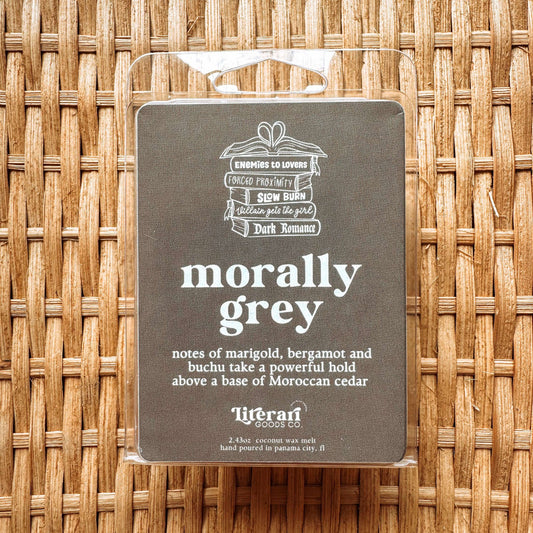 ENEMIES TO LOVERS
FORCED PROXIMITY
SLOW BURN
Villain gets the girl
Dark Romance
morally
grey
notes of marigold, bergamot and
buchu take a powerful hold
above a base of Moroccan cedar
Literari
GOODS CO.
2.43oz coconut wax melt
hand poured in panama city, fl